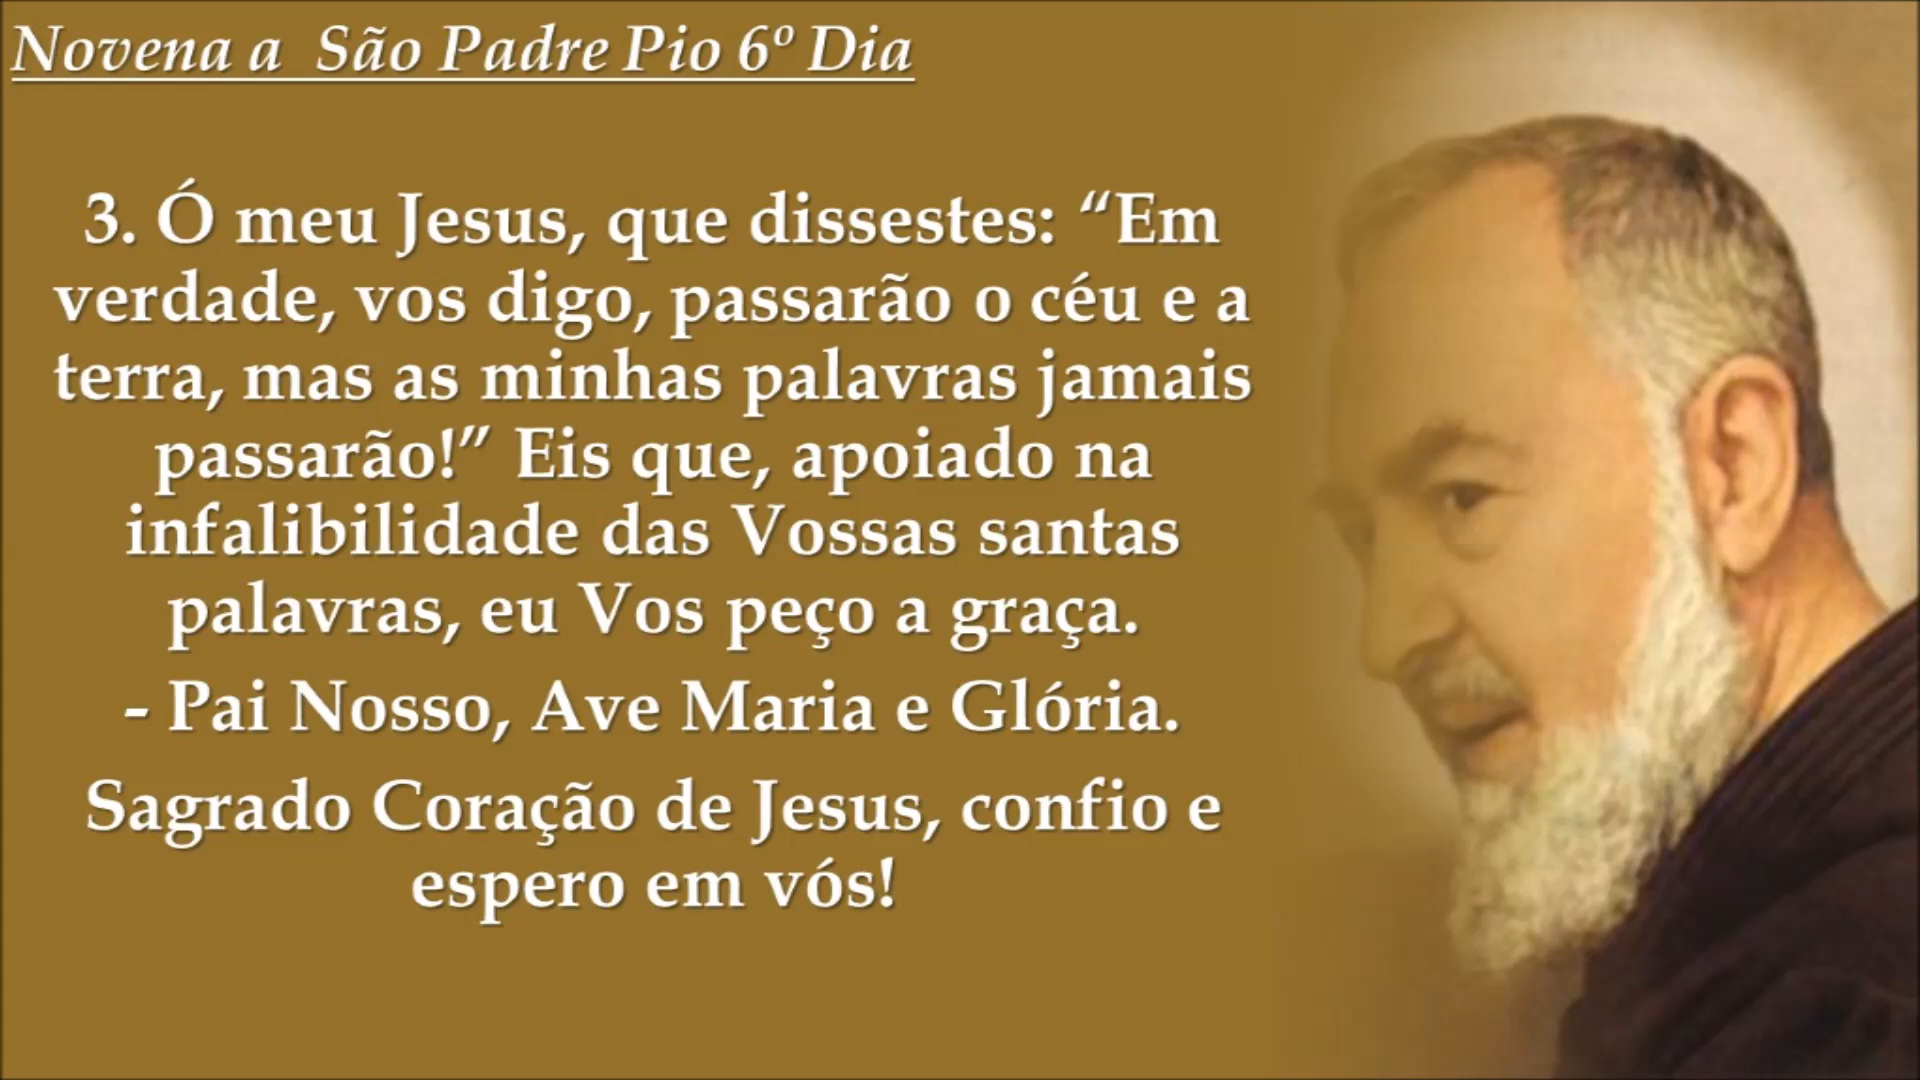 Novena a São Padre Pio 6º Dia
3. Ó meu Jesus, que dissestes: “Em
verdade, vos digo, passarão o céu e a
terra, mas as minhas palavras jamais
passarão!” Eis que, apoiado na
infalibilidade das Vossas santas
palavras, eu Vos peço a graça.
- Pai Nosso, Ave Maria e Glória.
Sagrado Coração de Jesus, confio e
espero em vós!